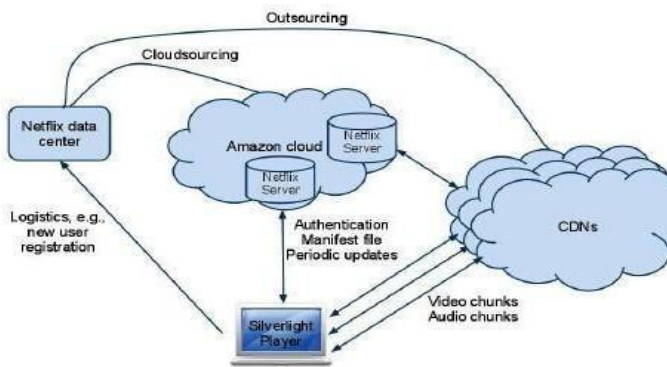 Outsourcing
Cloudsourcing
Netflix data
center
Amazon cloud
Netflix
Server
Netflix
Server
CDNs
Logistics, e.g.,
new user
registration
Authentication
Manifest file
Periodic updates
Video chunks
Audio chunks
Silverlight
Player